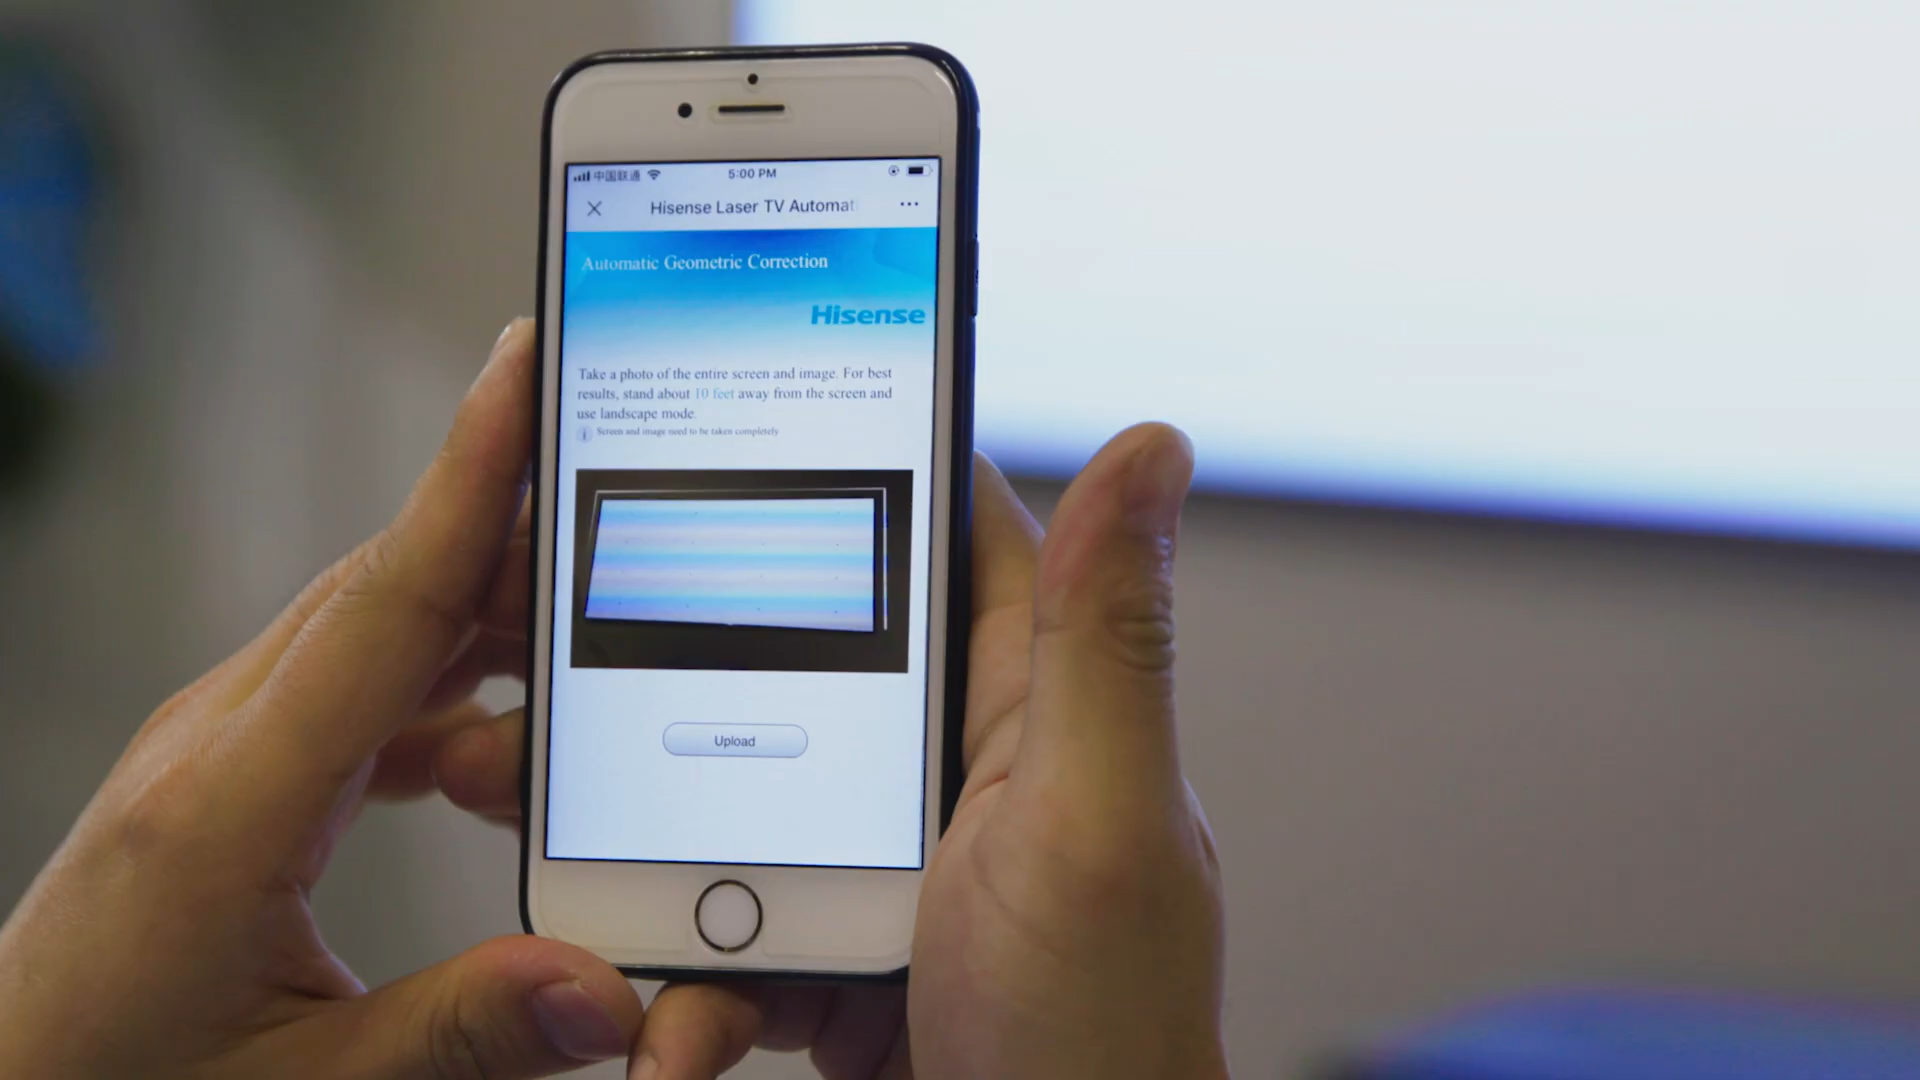 中国联通
5:00 PM
Hisense Laser TV Automat
Automatic Geometric Correction
Hisense
Take a photo of the entire screen and image. For best
results, stand about 10 feet away from the screen and
use landscape mode.
Screen and image need to be taken completely
Upload